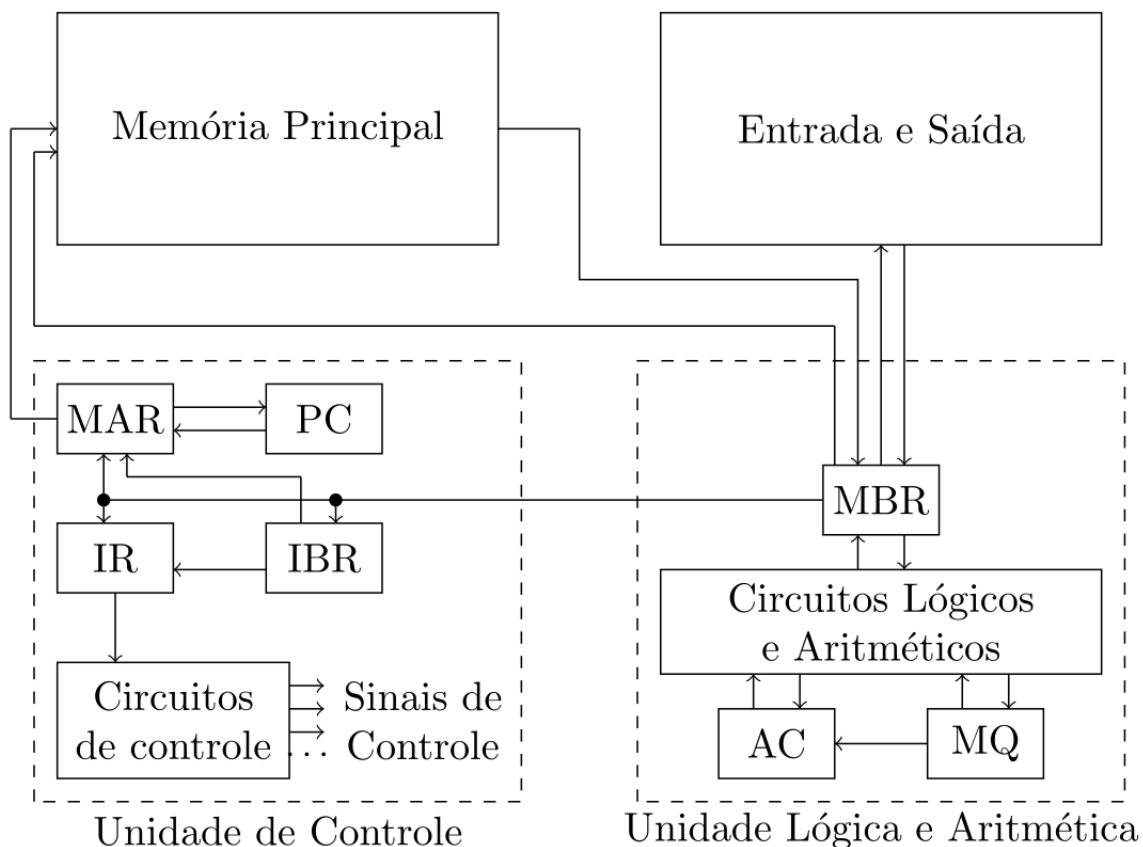 Memória Principal
Entrada e Saída
MAR
PC
IR
IBR
Circuitos
de controle
Sinais de
... Controle
Unidade de Controle
MBR
Circuitos Lógicos
e Aritméticos
AC
MQ
Unidade Lógica e Aritmética